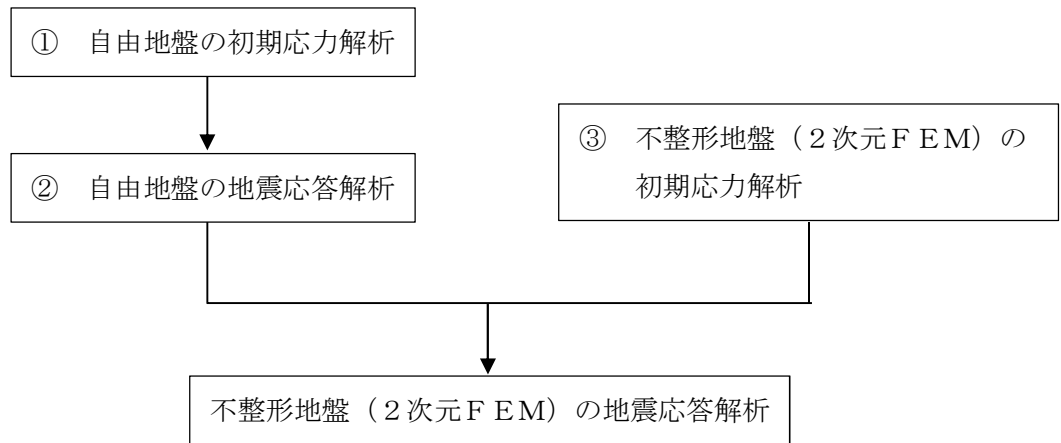 ① 自由地盤の初期応力解析
② 自由地盤の地震応答解析
③ 不整形地盤（２次元ＦＥＭ）の
初期応力解析
不整形地盤（２次元ＦＥＭ）の地震応答解析